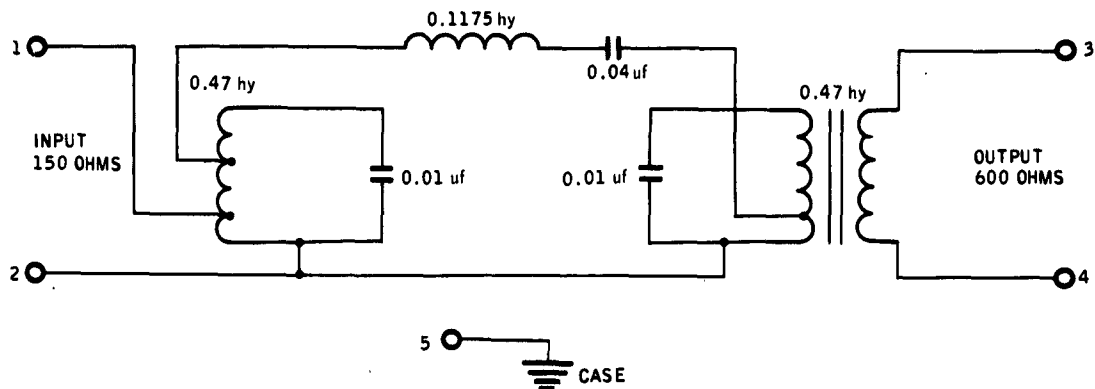 0.1175 hy
1
3
0.04 uf
0.47 hy
0.47 hy
INPUT
150 OHMS
0.01 uf
0.01 uf
OUTPUT
600 OHMS
2
4
5
CASE